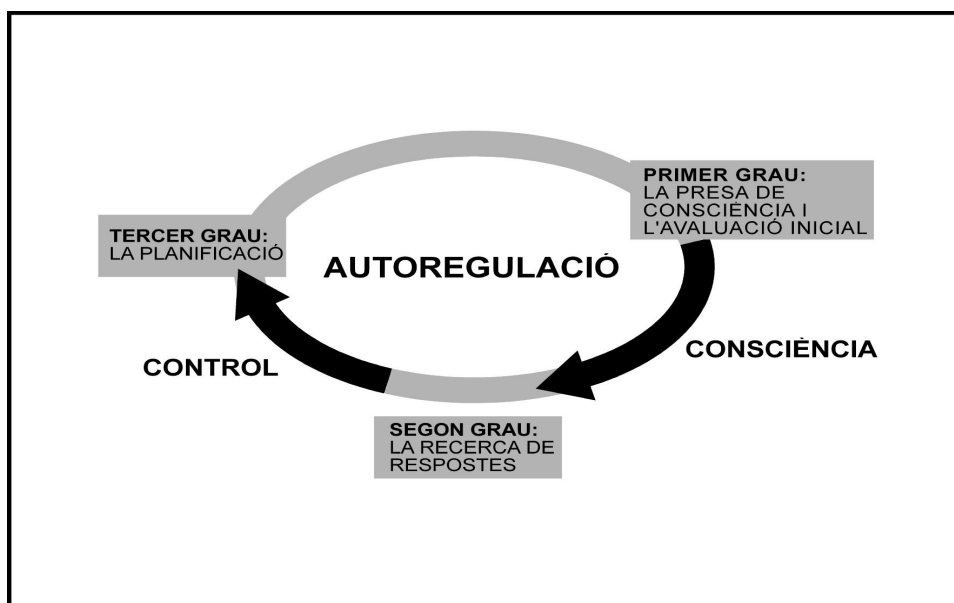 PRIMER GRAU:
LA PRESA DE
CONSCIÈNCIA I
L'AVALUACIÓ INICIAL
TERCER GRAU:
LA PLANIFICACIÓ
AUTOREGULACIÓ
CONSCIÈNCIA
CONTROL
SEGON GRAU:
LA RECERCA DE
RESPOSTES